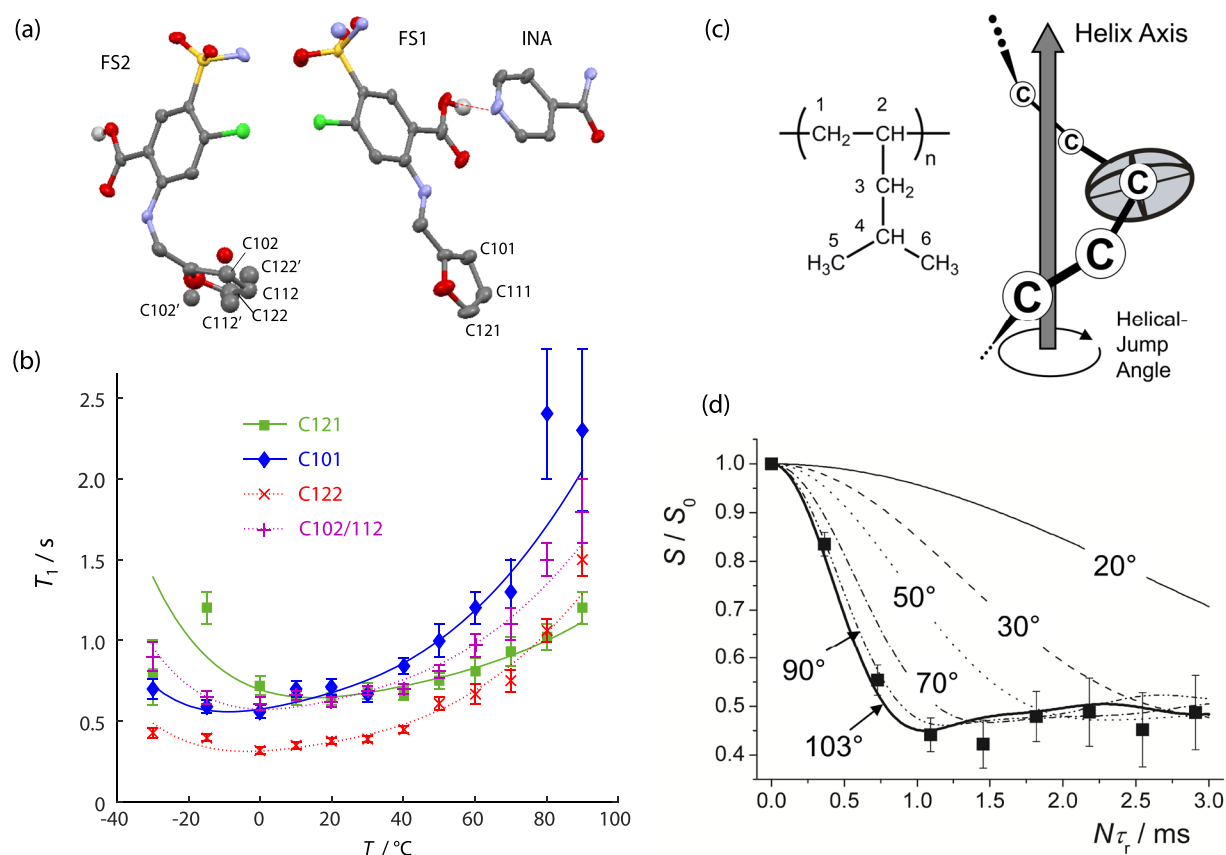 (a)
FS2
FS1
INA
C102
C122′
C112
C122
C102′
C112′
C101
C111
C121
(b)
T₁ / s
2.5
2.0
1.5
1.0
0.5
0
-40
-20
0
20
40
60
80
100
T / °C
C121
C101
C122
C102/112
(c)
1
2
CH₂
CH
n
3
CH₂
4
CH
5
6
H₃C
CH₃
Helix Axis
C
C
C
C
C
Helical-
Jump
Angle
(d)
S / S₀
1.0
0.9
0.8
0.7
0.6
0.5
0.4
20°
30°
50°
70°
90°
103°
0.0
0.5
1.0
1.5
2.0
2.5
3.0
Nτᵣ / ms